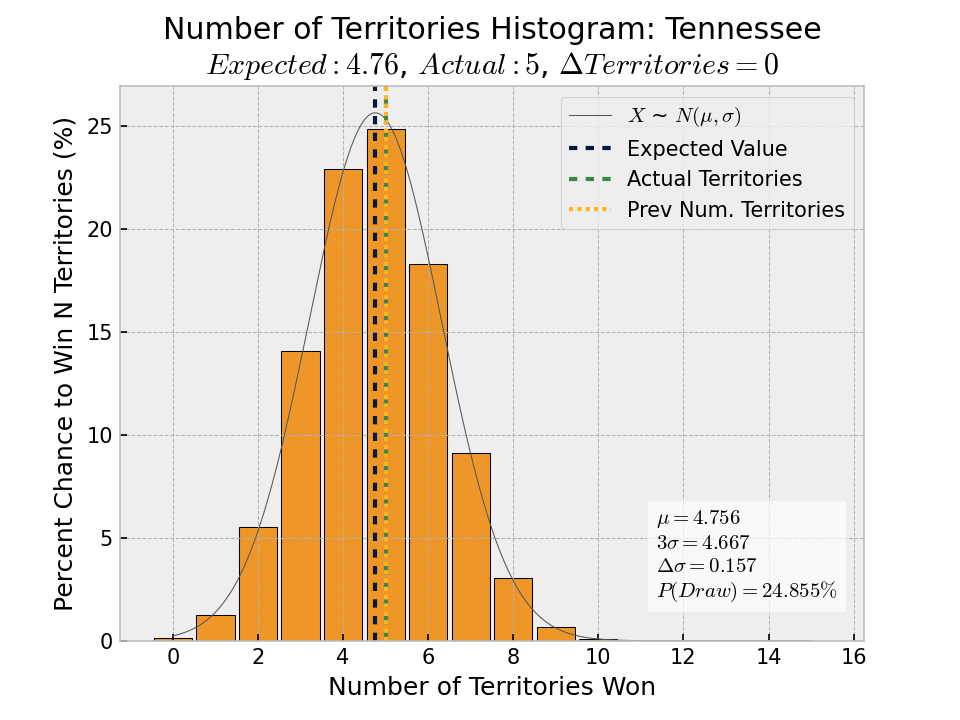 Number of Territories Histogram: Tennessee
Expected : 4.76, Actual : 5, ΔTerritories = 0
Percent Chance to Win N Territories (%)
25
20
15
10
5
0
X ~ N(μ, σ)
Expected Value
Actual Territories
Prev Num. Territories
μ = 4.756
3σ = 4.667
Δσ = 0.157
P(Draw) = 24.855%
0 2 4 6 8 10 12 14 16
Number of Territories Won